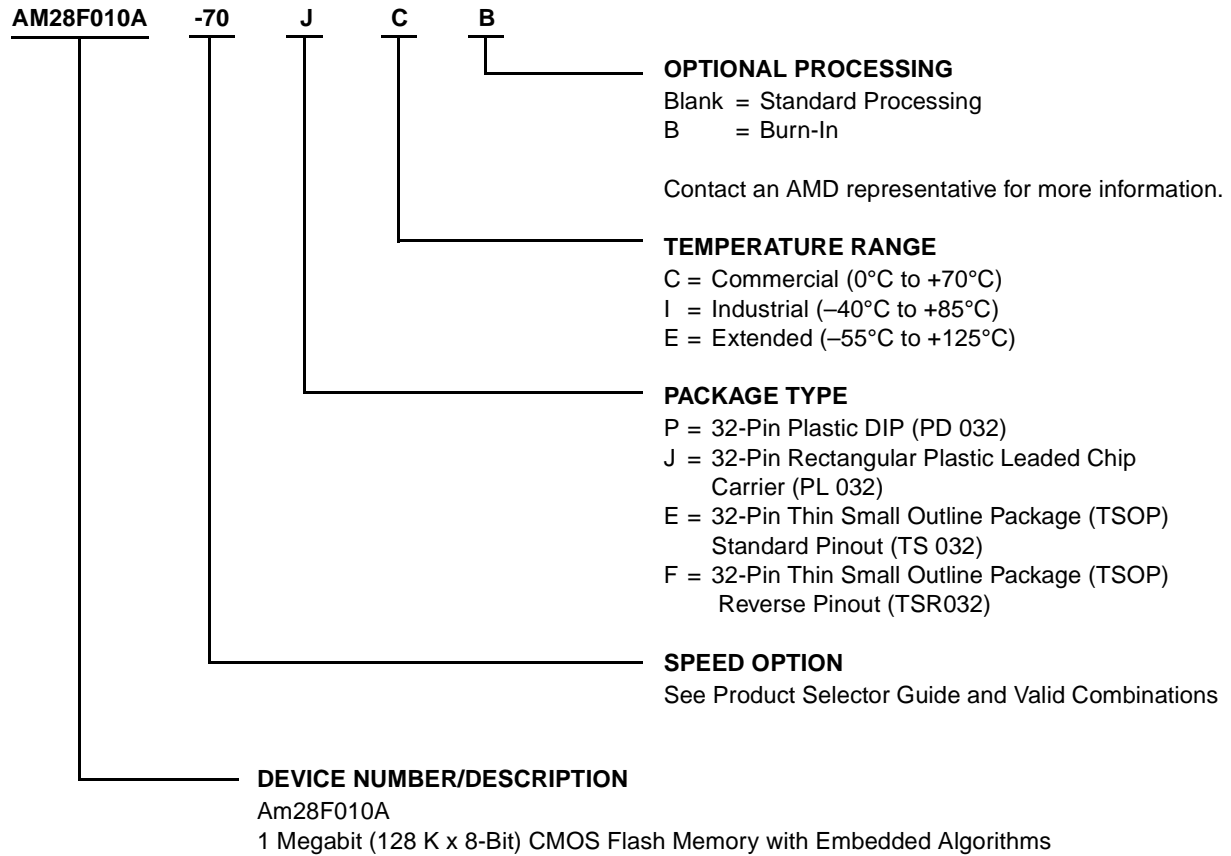 AM28F010A -70 J C B
OPTIONAL PROCESSING
Blank = Standard Processing
B = Burn-In
Contact an AMD representative for more information.
TEMPERATURE RANGE
C = Commercial (0°C to +70°C)
I = Industrial (–40°C to +85°C)
E = Extended (–55°C to +125°C)
PACKAGE TYPE
P = 32-Pin Plastic DIP (PD 032)
J = 32-Pin Rectangular Plastic Leaded Chip
Carrier (PL 032)
E = 32-Pin Thin Small Outline Package (TSOP)
Standard Pinout (TS 032)
F = 32-Pin Thin Small Outline Package (TSOP)
Reverse Pinout (TSR032)
SPEED OPTION
See Product Selector Guide and Valid Combinations
DEVICE NUMBER/DESCRIPTION
Am28F010A
1 Megabit (128 K x 8-Bit) CMOS Flash Memory with Embedded Algorithms